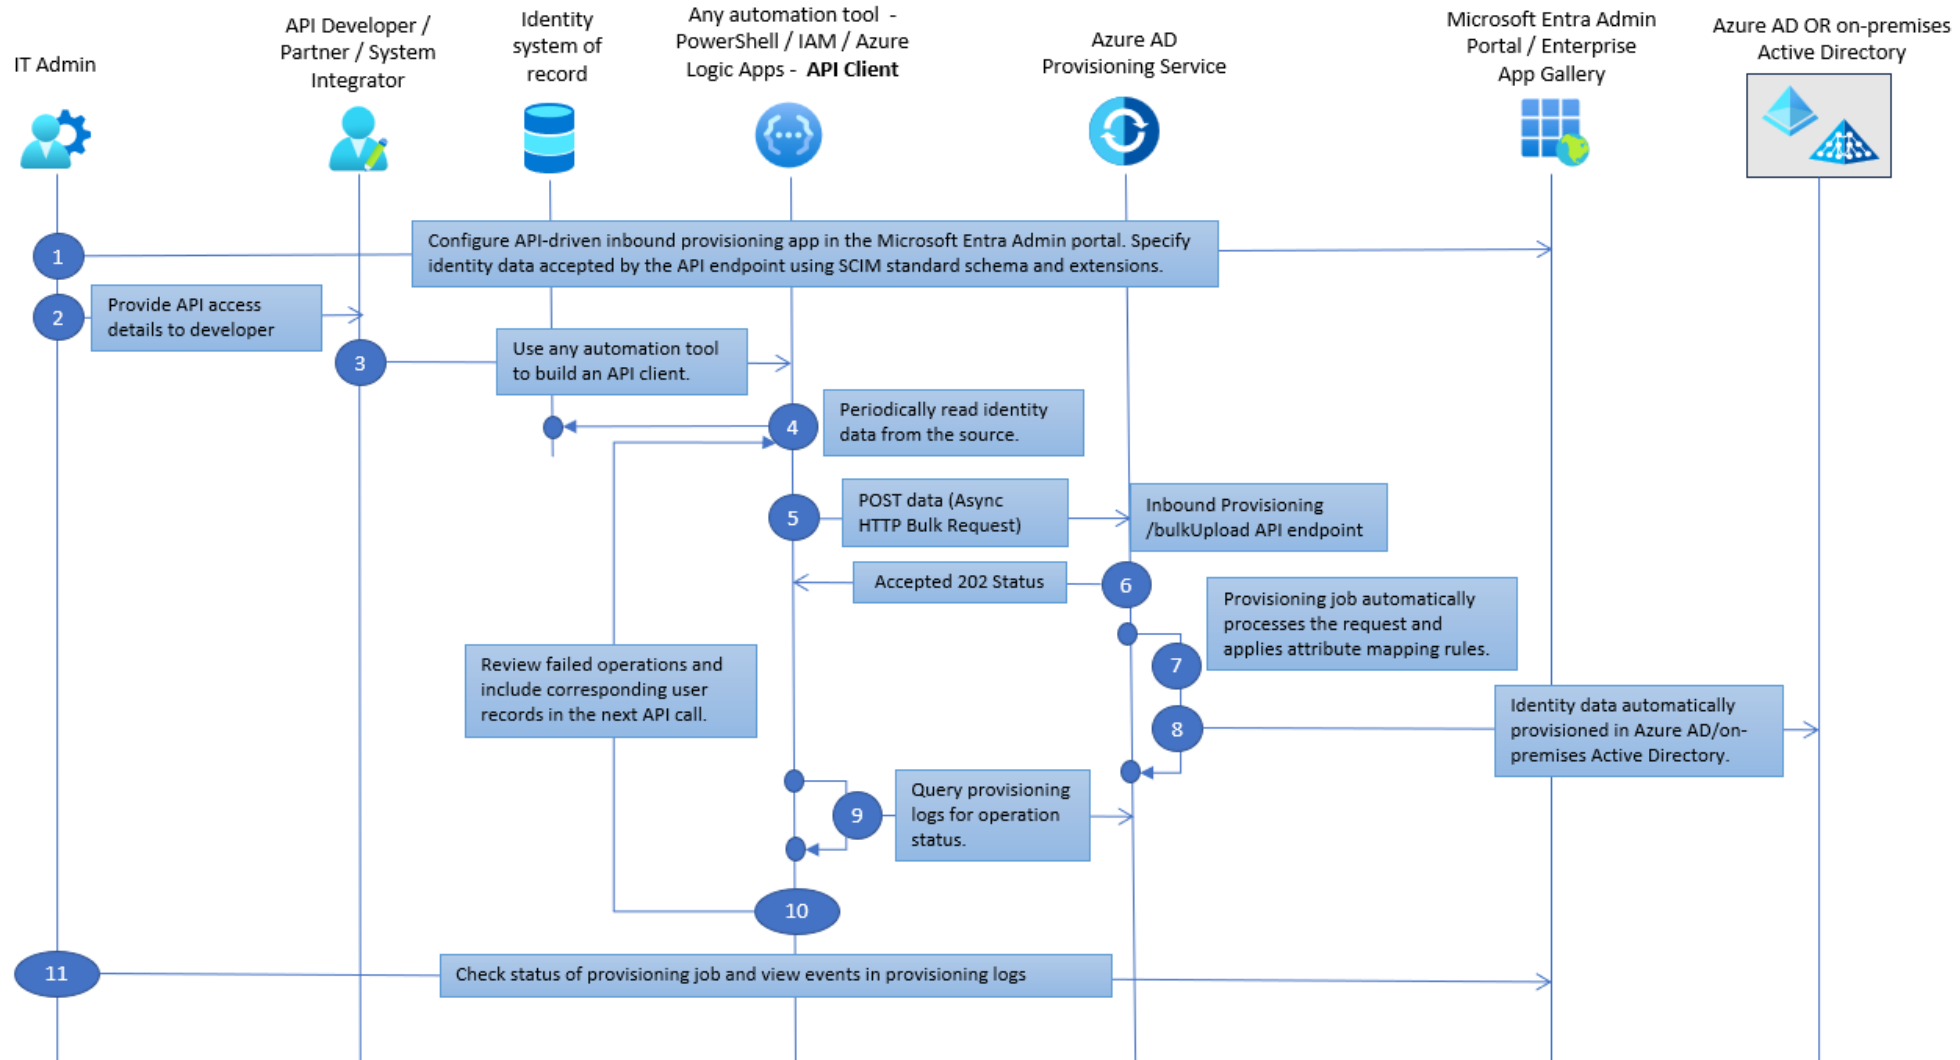 IT Admin
API Developer /
Partner / System
Integrator
Identity
system of
record
Any automation tool -
PowerShell / IAM / Azure
Logic Apps - API Client
Azure AD
Provisioning Service
Microsoft Entra Admin
Portal / Enterprise
App Gallery
Azure AD OR on-premises
Active Directory
1
Configure API-driven inbound provisioning app in the Microsoft Entra Admin portal. Specify
identity data accepted by the API endpoint using SCIM standard schema and extensions.
2
Provide API access
details to developer
3
Use any automation tool
to build an API client.
4
Periodically read identity
data from the source.
5
POST data (Async
HTTP Bulk Request)
Inbound Provisioning
/bulkUpload API endpoint
Accepted 202 Status
6
Provisioning job automatically
processes the request and
applies attribute mapping rules.
7
Review failed operations and
include corresponding user
records in the next API call.
8
Identity data automatically
provisioned in Azure AD/on-
premises Active Directory.
9
Query provisioning
logs for operation
status.
10
11
Check status of provisioning job and view events in provisioning logs